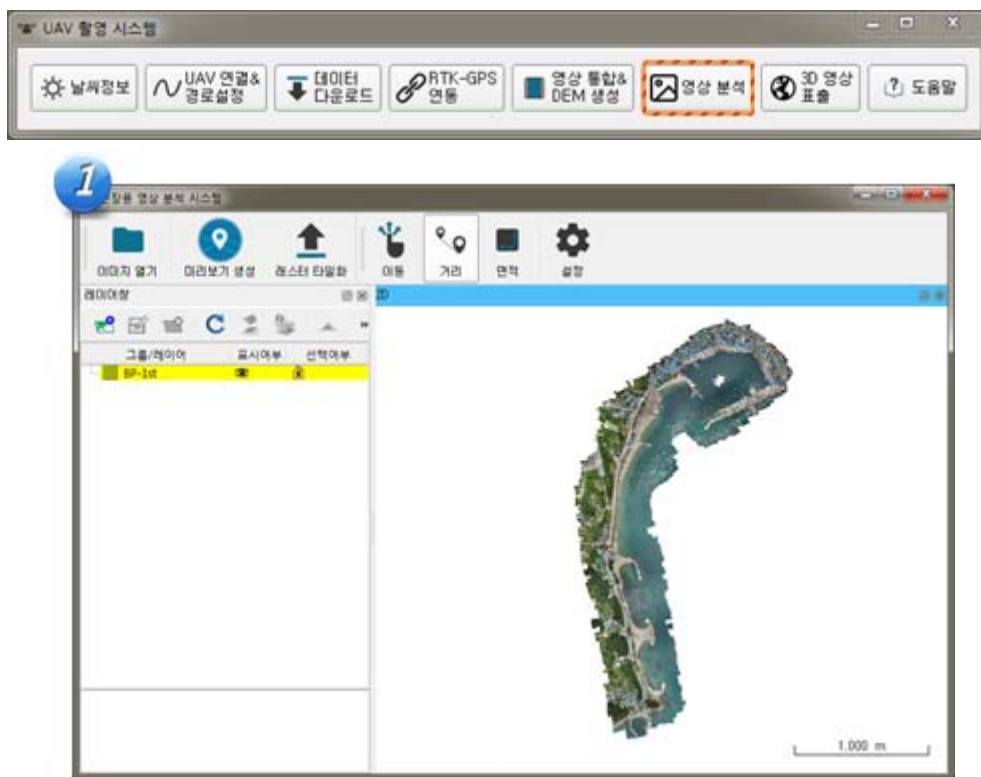 UAV 촬영 시스템
날씨정보
UAV 연결&
경로설정
데이터
다운로드
RTK-GPS
연동
영상 통합&
DEM 생성
영상 분석
3D 영상
표출
도움말
1
영상 분석 시스템
이미지 열기
미리보기 생성
래스터 타일화
이동
거리
면적
설정
레이어창
2D
그룹/레이어
표시여부
선택여부
BP-1st
1,000 m